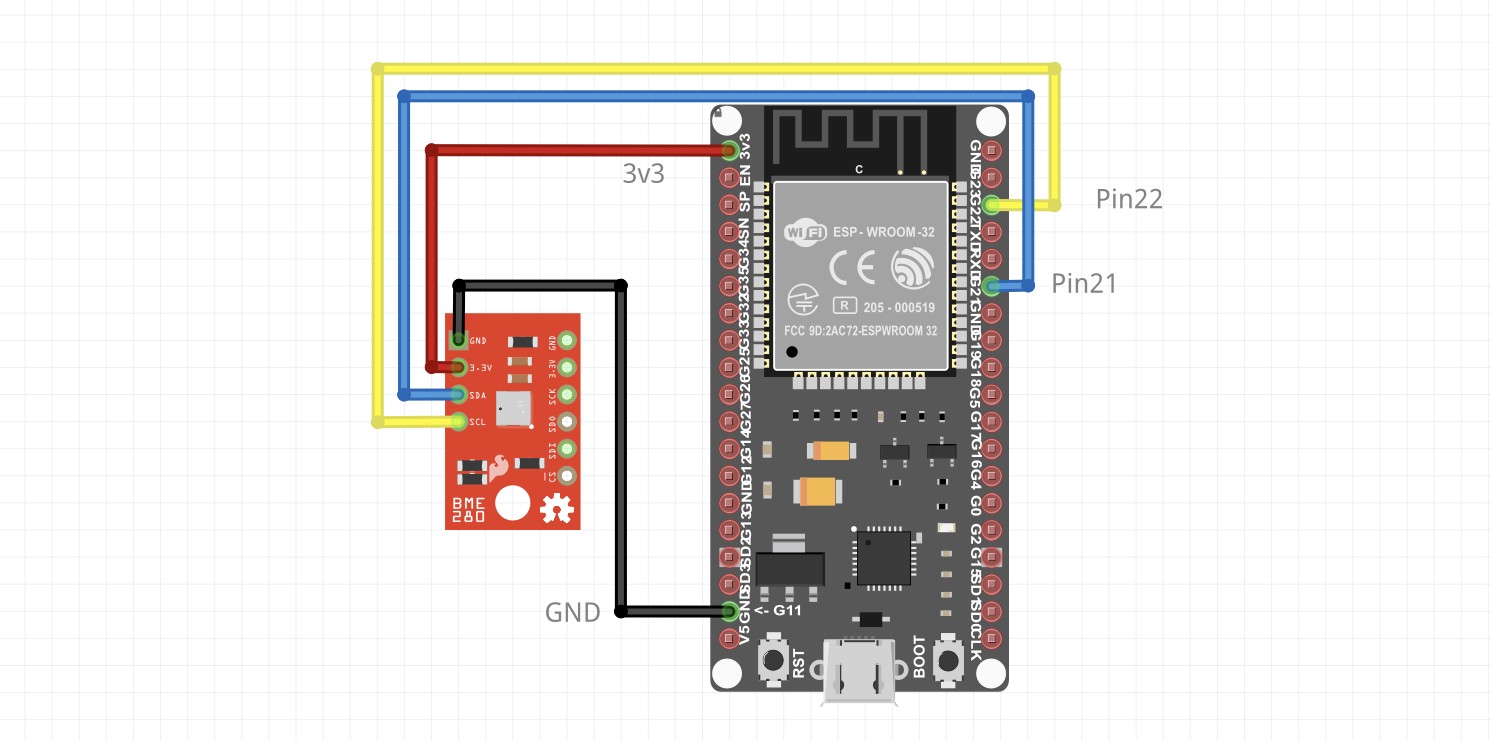 3v3
Pin22
Pin21
GND
3v3
EN
SP
SN
G34
G35
G32
G33
G25
G26
G27
G14
G12
GND
G13
SD2
SD3
GND
V5
<- G11
GND
G23
G22
TXD
RXD
G21
GND
G19
G18
G5
G17
G16
G4
G0
G2
G15
SD1
SD0
CLK
C
WiFi
ESP - WROOM -32
CE
R
205 - 000519
FCC 9D:2AC72-ESPWROOM 32
RST
BOOT
GND
3.3V
SDA
SCL
GND
3.3V
SCK
SDO
SDI
CS
BME
280